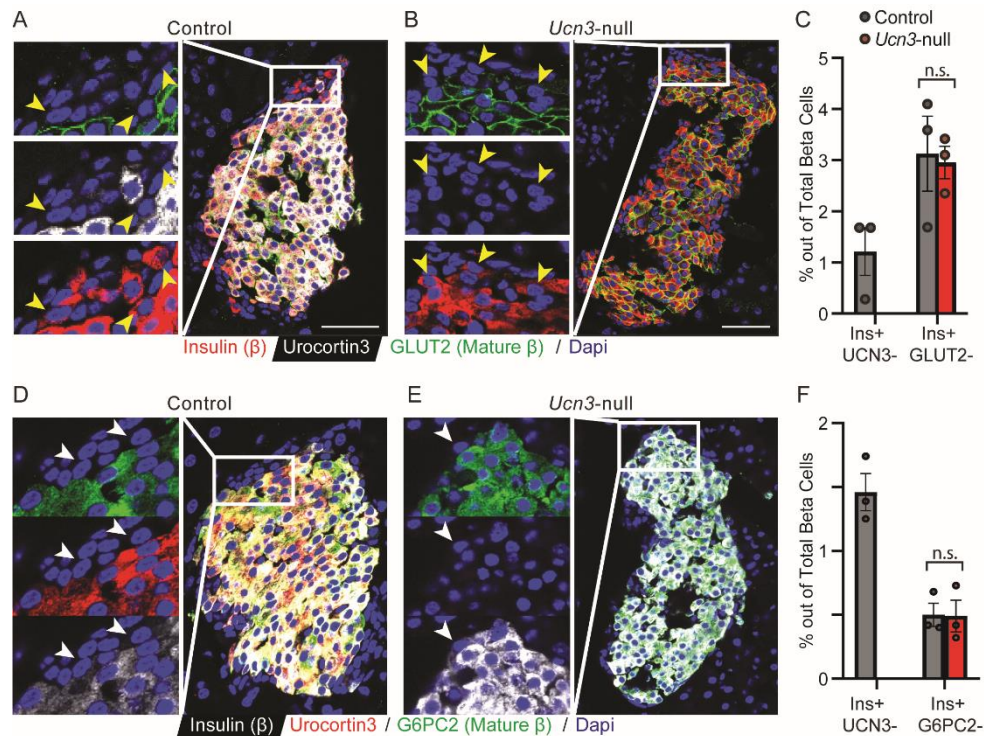 A
Control
B
Ucn3-null
C
Control
Ucn3-null
5
4
3
2
1
0
% out of Total Beta Cells
n.s.
Ins+
UCN3-
Ins+
GLUT2-
Insulin (β) / Urocortin3 / GLUT2 (Mature β) / Dapi
D
Control
E
Ucn3-null
F
2
1
0
% out of Total Beta Cells
n.s.
Ins+
UCN3-
Ins+
G6PC2-
Insulin (β) / Urocortin3 / G6PC2 (Mature β) / Dapi